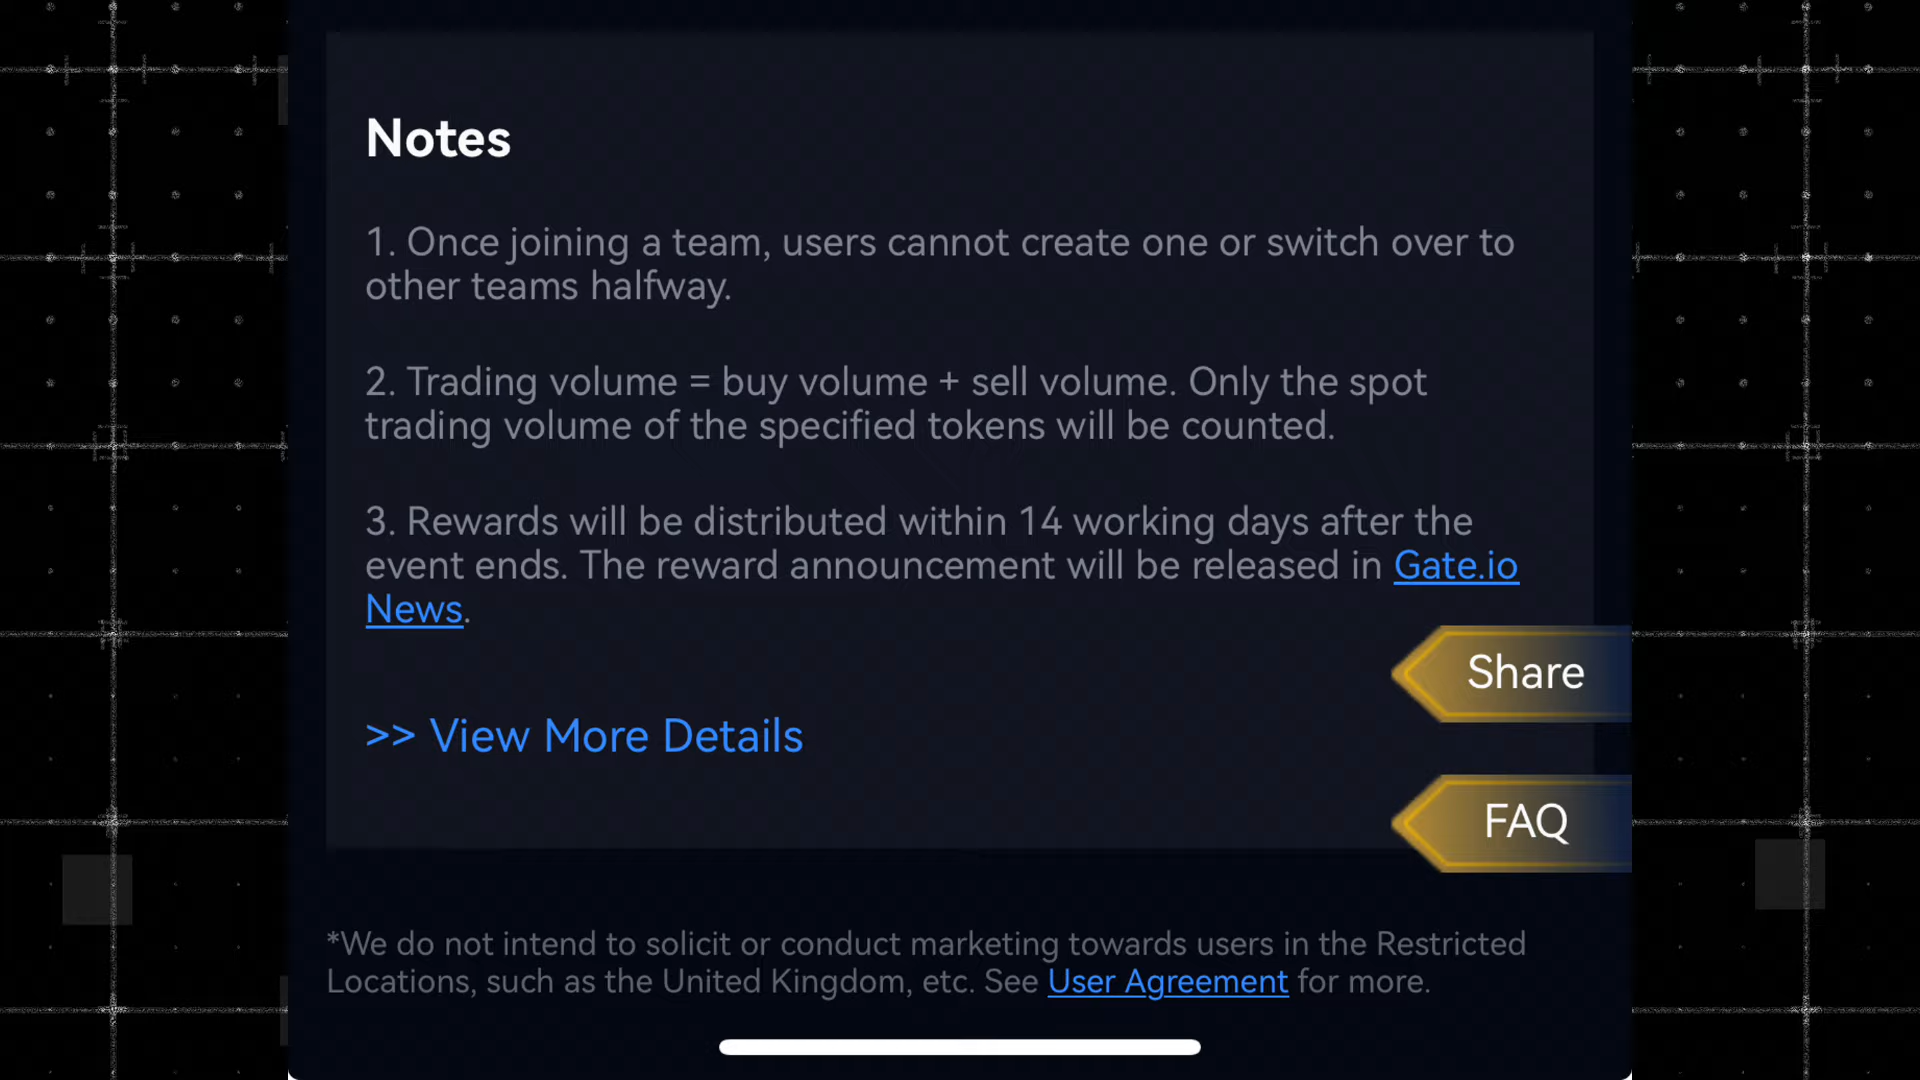 Notes
1. Once joining a team, users cannot create one or switch over to
other teams halfway.
2. Trading volume = buy volume + sell volume. Only the spot
trading volume of the specified tokens will be counted.
3. Rewards will be distributed within 14 working days after the
event ends. The reward announcement will be released in Gate.io
News.
Share
>> View More Details
FAQ
*We do not intend to solicit or conduct marketing towards users in the Restricted
Locations, such as the United Kingdom, etc. See User Agreement for more.